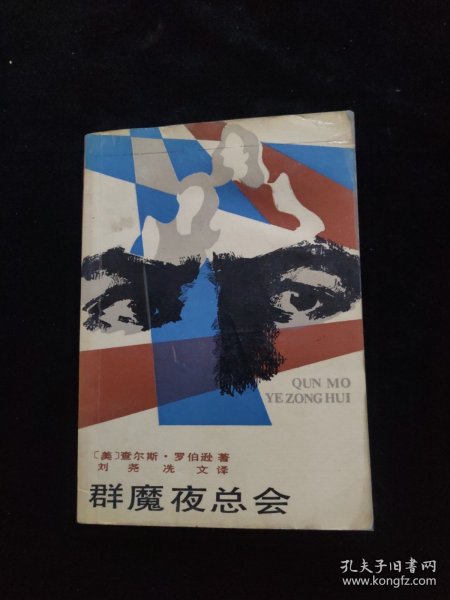 QUN MO
YE ZONG HUI
〔美〕查尔斯·罗伯逊 著
刘尧 冼文 译
群魔夜总会
孔夫子旧书网
www.kongfz.com